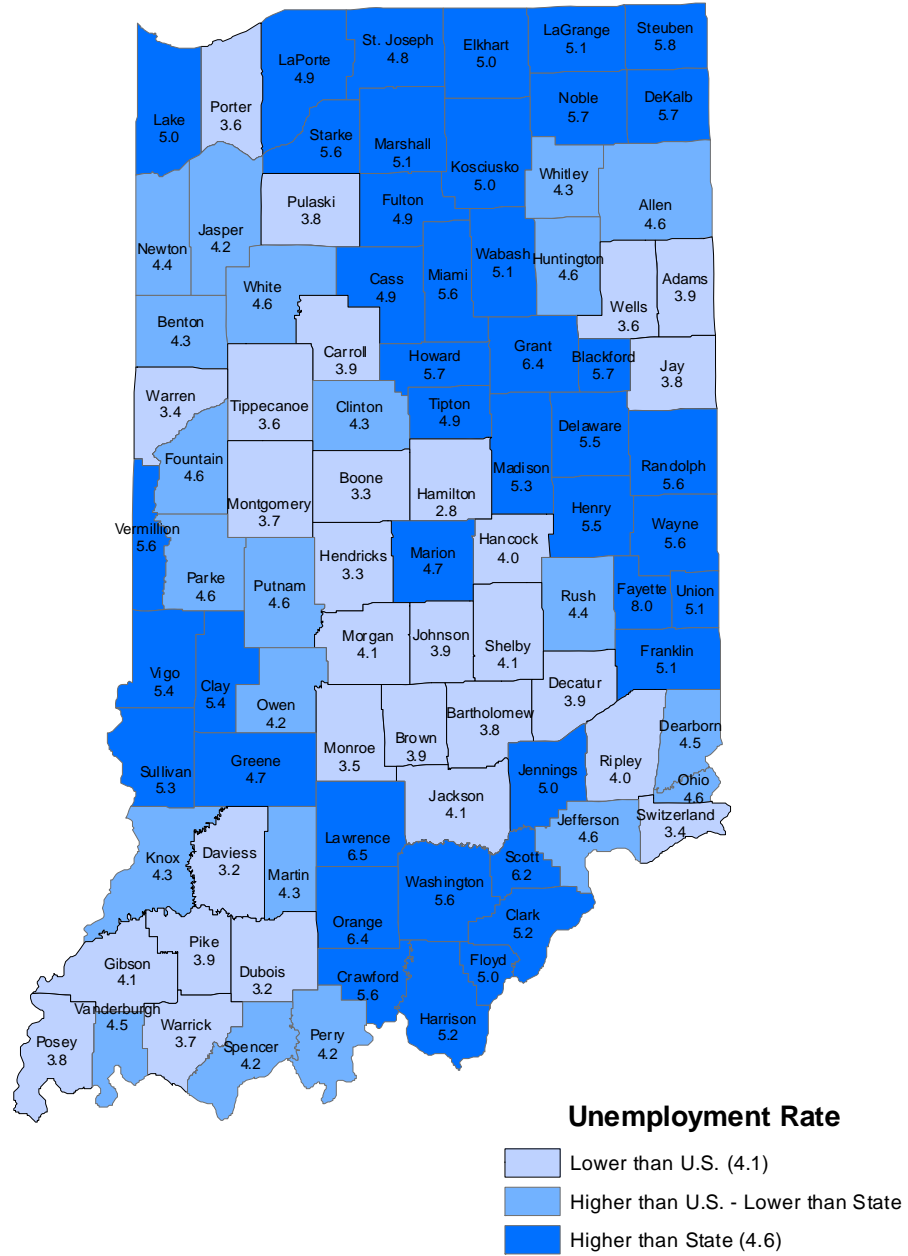 St. Joseph
4.8
Elkhart
5.0
LaGrange
5.1
Steuben
5.8
LaPorte
4.9
Porter
3.6
Lake
5.0
Noble
5.7
DeKalb
5.7
Starke
5.6
Marshall
5.1
Kosciusko
5.0
Whitley
4.3
Allen
4.6
Pulaski
3.8
Fulton
4.9
Jasper
4.2
Newton
4.4
Wabash
5.1
Huntington
4.6
Miami
5.6
Cass
4.9
White
4.6
Adams
3.9
Wells
3.6
Benton
4.3
Carroll
3.9
Howard
5.7
Grant
6.4
Blackford
5.7
Jay
3.8
Warren
3.4
Tippecanoe
3.6
Clinton
4.3
Tipton
4.9
Delaware
5.5
Fountain
4.6
Madison
5.3
Randolph
5.6
Boone
3.3
Hamilton
2.8
Montgomery
3.7
Henry
5.5
Wayne
5.6
Vermillion
5.6
Hendricks
3.3
Marion
4.7
Hancock
4.0
Parke
4.6
Putnam
4.6
Rush
4.4
Fayette
8.0
Union
5.1
Morgan
4.1
Johnson
3.9
Shelby
4.1
Franklin
5.1
Vigo
5.4
Clay
5.4
Owen
4.2
Decatur
3.9
Bartholomew
3.8
Dearborn
4.5
Monroe
3.5
Brown
3.9
Ripley
4.0
Sullivan
5.3
Greene
4.7
Jennings
5.0
Ohio
4.6
Jackson
4.1
Jefferson
4.6
Switzerland
3.4
Lawrence
6.5
Knox
4.3
Daviess
3.2
Martin
4.3
Scott
6.2
Washington
5.6
Orange
6.4
Clark
5.2
Pike
3.9
Gibson
4.1
Dubois
3.2
Floyd
5.0
Crawford
5.6
Harrison
5.2
Vanderburgh
4.5
Warrick
3.7
Posey
3.8
Spencer
4.2
Perry
4.2
Unemployment Rate
Lower than U.S. (4.1)
Higher than U.S. - Lower than State
Higher than State (4.6)